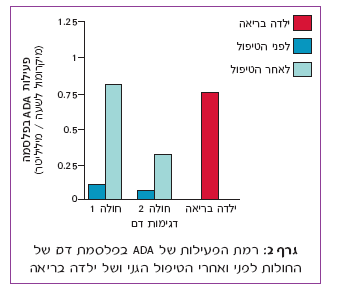 ילדה בריאה
לפני הטיפול
לאחר הטיפול
פעילות ADA בפלסמה
(מיקרומול לשעה / מיליליטר)
1.25
1
0.75
0.5
0.25
0
חולה 1
חולה 2
ילדה בריאה
דגימות דם
גרף 2: רמת הפעילות של ADA בפלסמת דם של
החולות לפני ואחרי הטיפול הגני ושל ילדה בריאה